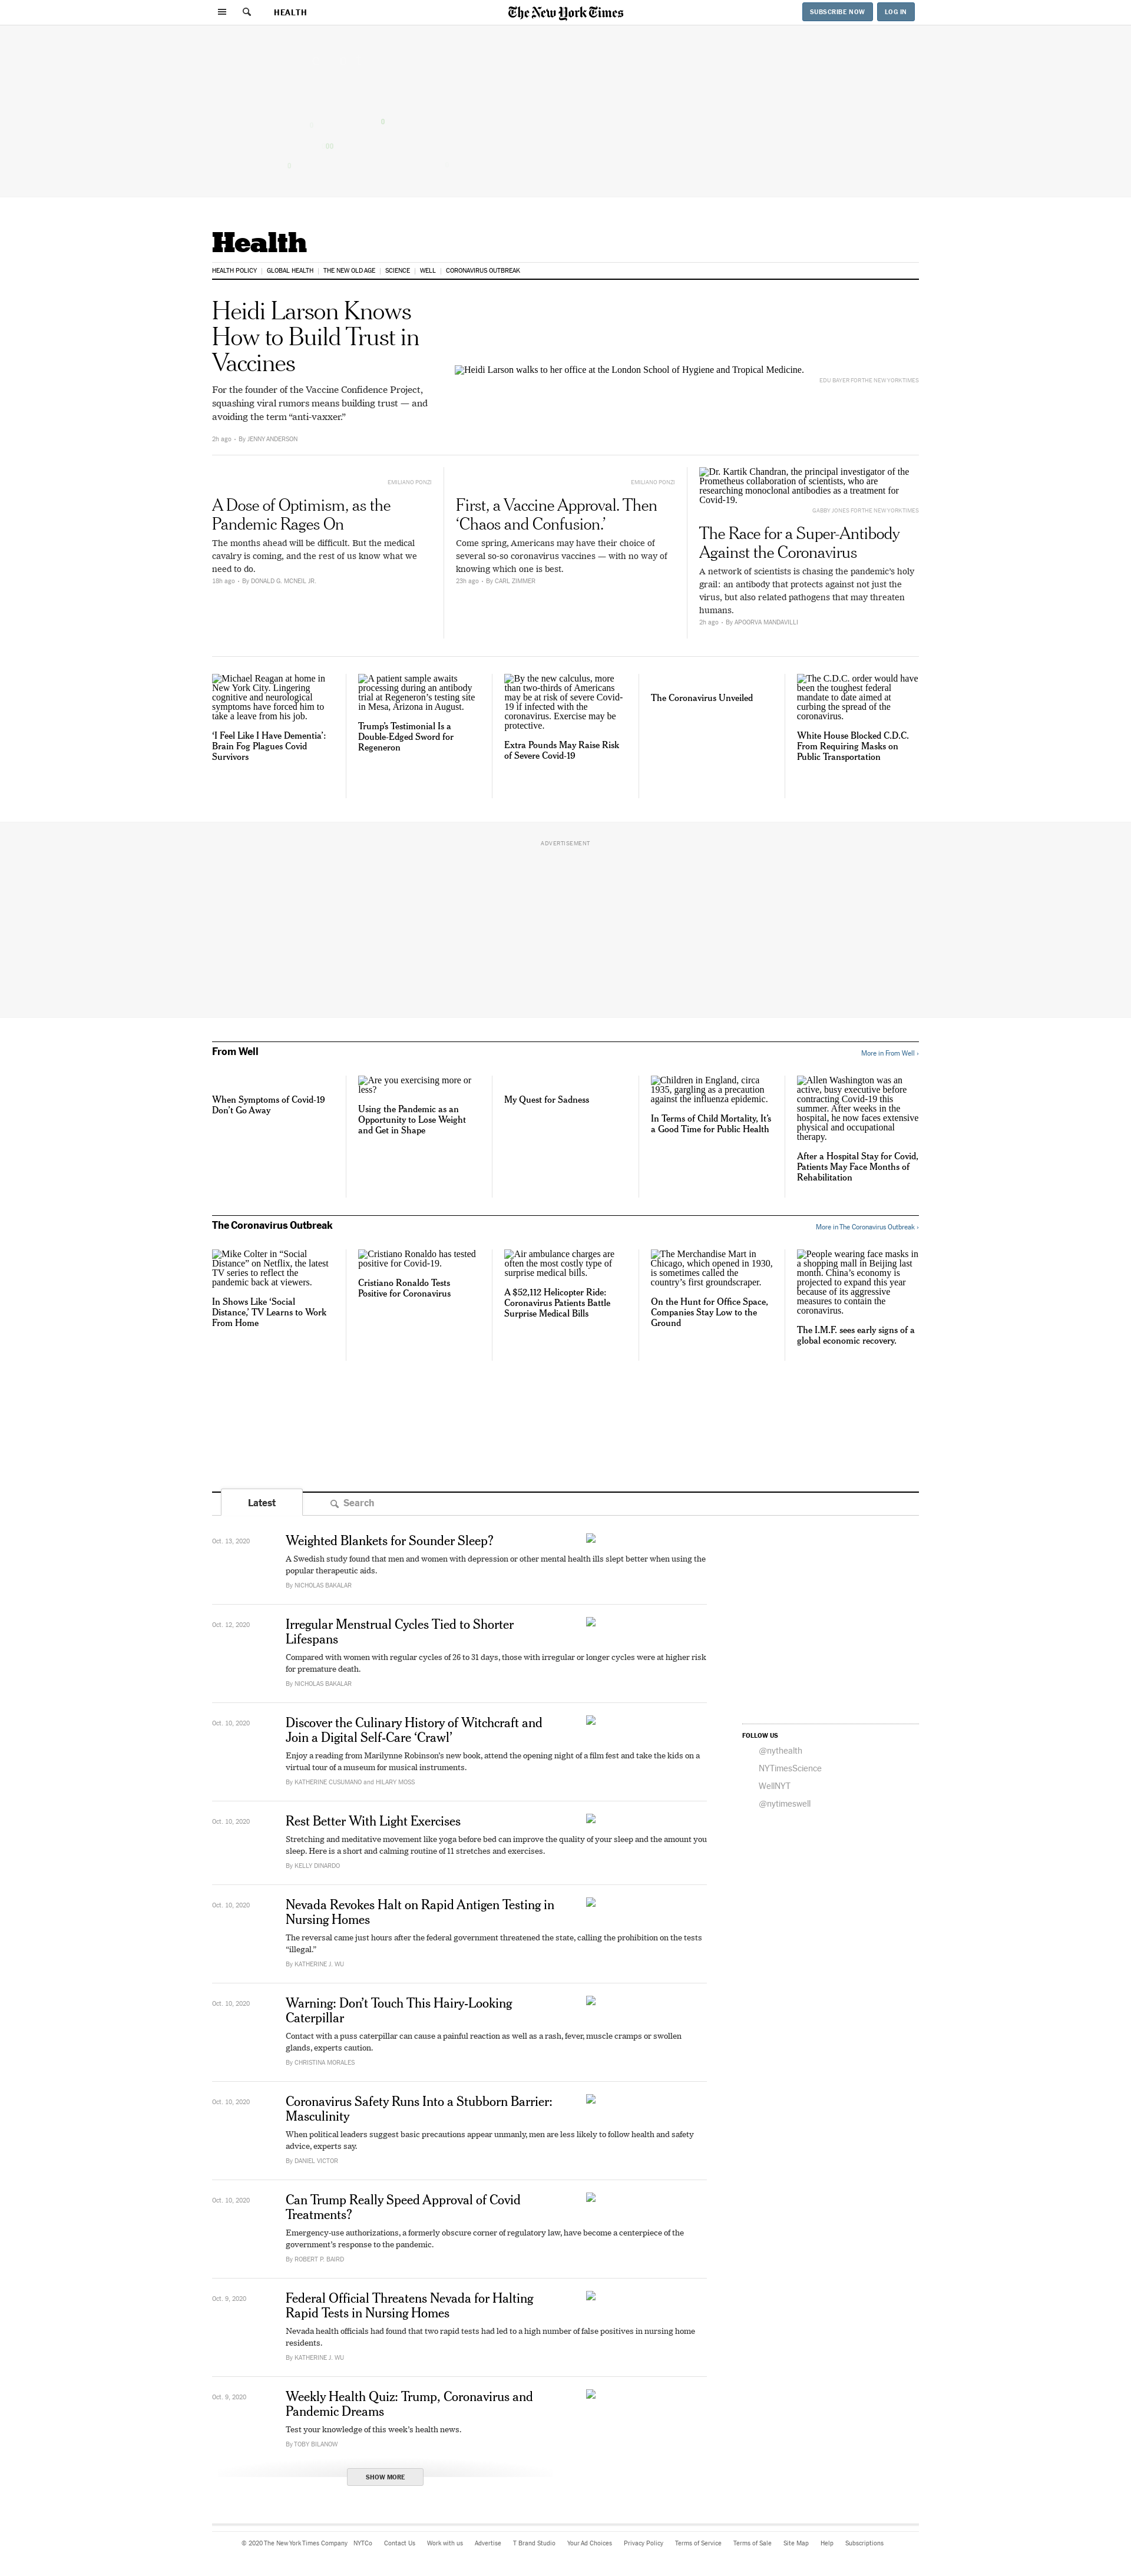 HEALTH
The New York Times
SUBSCRIBE NOW
LOG IN
Health
HEALTH POLICY
GLOBAL HEALTH
THE NEW OLD AGE
SCIENCE
WELL
CORONAVIRUS OUTBREAK
Heidi Larson Knows
How to Build Trust in
Vaccines
For the founder of the Vaccine Confidence Project,
squashing viral rumors means building trust — and
avoiding the term “anti-vaxxer.”
2h ago • By JENNY ANDERSON
Heidi Larson walks to her office at the London School of Hygiene and Tropical Medicine.
EDU BAYER FOR THE NEW YORK TIMES
EMILIANO PONZI
A Dose of Optimism, as the
Pandemic Rages On
The months ahead will be difficult. But the medical
cavalry is coming, and the rest of us know what we
need to do.
18h ago • By DONALD G. MCNEIL JR.
EMILIANO PONZI
First, a Vaccine Approval. Then
‘Chaos and Confusion.’
Come spring, Americans may have their choice of
several so-so coronavirus vaccines — with no way of
knowing which one is best.
23h ago • By CARL ZIMMER
Dr. Kartik Chandran, the principal investigator of the
Prometheus collaboration of scientists, who are
researching monoclonal antibodies as a treatment for
Covid-19.
GABBY JONES FOR THE NEW YORK TIMES
The Race for a Super-Antibody
Against the Coronavirus
A network of scientists is chasing the pandemic’s holy
grail: an antibody that protects against not just the
virus, but also related pathogens that may threaten
humans.
2h ago • By APOORVA MANDAVILLI
Michael Reagan at home in
New York City. Lingering
cognitive and neurological
symptoms have forced him to
take a leave from his job.
‘I Feel Like I Have Dementia’:
Brain Fog Plagues Covid
Survivors
A patient sample awaits
processing during an antibody
trial at Regeneron’s testing site
in Mesa, Arizona in August.
Trump’s Testimonial Is a
Double-Edged Sword for
Regeneron
By the new calculus, more
than two-thirds of Americans
may be at risk of severe Covid-
19 if infected with the
coronavirus. Exercise may be
protective.
Extra Pounds May Raise Risk
of Severe Covid-19
The Coronavirus Unveiled
The C.D.C. order would have
been the toughest federal
mandate to date aimed at
curbing the spread of the
coronavirus.
White House Blocked C.D.C.
From Requiring Masks on
Public Transportation
ADVERTISEMENT
From Well
More in From Well ›
When Symptoms of Covid-19
Don’t Go Away
Are you exercising more or
less?
Using the Pandemic as an
Opportunity to Lose Weight
and Get in Shape
My Quest for Sadness
Children in England, circa
1935, gargling as a precaution
against the influenza epidemic.
In Terms of Child Mortality, It’s
a Good Time for Public Health
Allen Washington was an
active, busy executive before
contracting Covid-19 this
summer. After weeks in the
hospital, he now faces extensive
physical and occupational
therapy.
After a Hospital Stay for Covid,
Patients May Face Months of
Rehabilitation
The Coronavirus Outbreak
More in The Coronavirus Outbreak ›
Mike Colter in “Social
Distance” on Netflix, the latest
TV series to reflect the
pandemic back at viewers.
In Shows Like ‘Social
Distance,’ TV Learns to Work
From Home
Cristiano Ronaldo has tested
positive for Covid-19.
Cristiano Ronaldo Tests
Positive for Coronavirus
Air ambulance charges are
often the most costly type of
surprise medical bills.
A $52,112 Helicopter Ride:
Coronavirus Patients Battle
Surprise Medical Bills
The Merchandise Mart in
Chicago, which opened in 1930,
is sometimes called the
country’s first groundscraper.
On the Hunt for Office Space,
Companies Stay Low to the
Ground
People wearing face masks in
a shopping mall in Beijing last
month. China’s economy is
projected to expand this year
because of its aggressive
measures to contain the
coronavirus.
The I.M.F. sees early signs of a
global economic recovery.
Latest
Search
Oct. 13, 2020
Weighted Blankets for Sounder Sleep?
A Swedish study found that men and women with depression or other mental health ills slept better when using the
popular therapeutic aids.
By NICHOLAS BAKALAR
Oct. 12, 2020
Irregular Menstrual Cycles Tied to Shorter
Lifespans
Compared with women with regular cycles of 26 to 31 days, those with irregular or longer cycles were at higher risk
for premature death.
By NICHOLAS BAKALAR
Oct. 10, 2020
Discover the Culinary History of Witchcraft and
Join a Digital Self-Care ‘Crawl’
Enjoy a reading from Marilynne Robinson’s new book, attend the opening night of a film fest and take the kids on a
virtual tour of a museum for musical instruments.
By KATHERINE CUSUMANO and HILARY MOSS
Oct. 10, 2020
Rest Better With Light Exercises
Stretching and meditative movement like yoga before bed can improve the quality of your sleep and the amount you
sleep. Here is a short and calming routine of 11 stretches and exercises.
By KELLY DINARDO
Oct. 10, 2020
Nevada Revokes Halt on Rapid Antigen Testing in
Nursing Homes
The reversal came just hours after the federal government threatened the state, calling the prohibition on the tests
“illegal.”
By KATHERINE J. WU
Oct. 10, 2020
Warning: Don’t Touch This Hairy-Looking
Caterpillar
Contact with a puss caterpillar can cause a painful reaction as well as a rash, fever, muscle cramps or swollen
glands, experts caution.
By CHRISTINA MORALES
Oct. 10, 2020
Coronavirus Safety Runs Into a Stubborn Barrier:
Masculinity
When political leaders suggest basic precautions appear unmanly, men are less likely to follow health and safety
advice, experts say.
By DANIEL VICTOR
Oct. 10, 2020
Can Trump Really Speed Approval of Covid
Treatments?
Emergency-use authorizations, a formerly obscure corner of regulatory law, have become a centerpiece of the
government’s response to the pandemic.
By ROBERT P. BAIRD
Oct. 9, 2020
Federal Official Threatens Nevada for Halting
Rapid Tests in Nursing Homes
Nevada health officials had found that two rapid tests had led to a high number of false positives in nursing home
residents.
By KATHERINE J. WU
Oct. 9, 2020
Weekly Health Quiz: Trump, Coronavirus and
Pandemic Dreams
Test your knowledge of this week’s health news.
By TOBY BILANOW
SHOW MORE
FOLLOW US
@nythealth
NYTimesScience
WellNYT
@nytimeswell
© 2020 The New York Times Company
NYTCo
Contact Us
Work with us
Advertise
T Brand Studio
Your Ad Choices
Privacy Policy
Terms of Service
Terms of Sale
Site Map
Help
Subscriptions